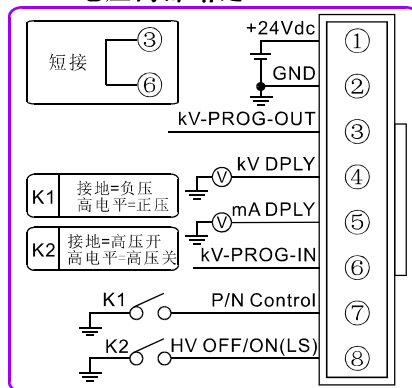 +24Vdc
①
短接
③
⑥
GND
②
kV-PROG-OUT
③
kV DPLY
V
④
K1
接地=负压
高电平=正压
mA DPLY
V
⑤
K2
接地=高压开
高电平=高压关
kV-PROG-IN
⑥
K1
P/N Control
⑦
K2
HV OFF/ON(LS)
⑧